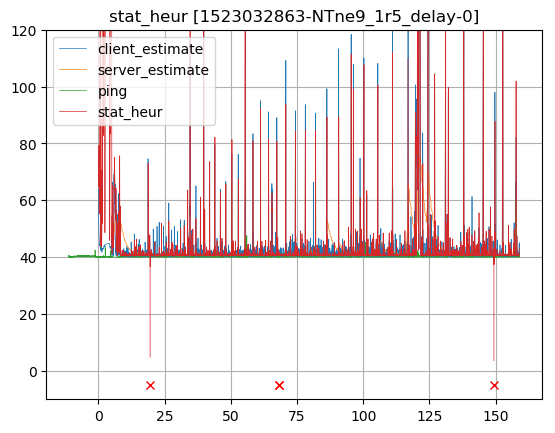 stat_heur [1523032863-NTne9_1r5_delay-0]
client_estimate
server_estimate
ping
stat_heur
120
100
80
60
40
20
0
0 25 50 75 100 125 150